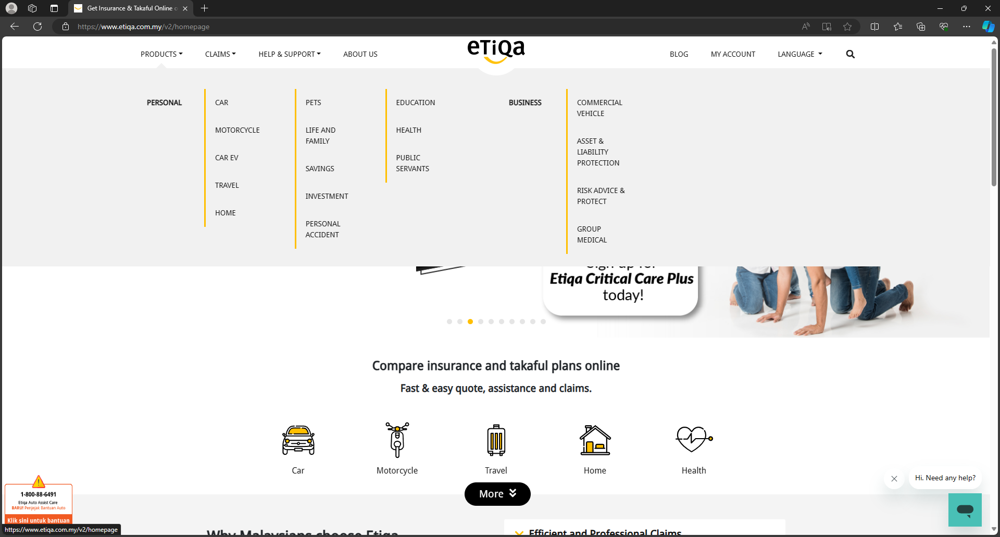 Get Insurance & Takaful Online
https://www.etiqa.com.my/v2/homepage
PRODUCTS
CLAIMS
HELP & SUPPORT
ABOUT US
eTiQa
BLOG
MY ACCOUNT
LANGUAGE
PERSONAL
CAR
MOTORCYCLE
CAR EV
TRAVEL
HOME
PETS
LIFE AND
FAMILY
SAVINGS
INVESTMENT
PERSONAL
ACCIDENT
EDUCATION
HEALTH
PUBLIC
SERVANTS
BUSINESS
COMMERCIAL
VEHICLE
ASSET &
LIABILITY
PROTECTION
RISK ADVICE &
PROTECT
GROUP
MEDICAL
Sign up for
Etiqa Critical Care Plus
today!
Compare insurance and takaful plans online
Fast & easy quote, assistance and claims.
Car
Motorcycle
Travel
Home
Health
More
1-800-88-6491
Etiqa Auto Assist Care
BARU! Penjejak Bantuan Auto
Klik sini untuk bantuan
Hi. Need any help?
Why Malaysians choose Etiqa
Efficient and Professional Claims
https://www.etiqa.com.my/v2/homepage